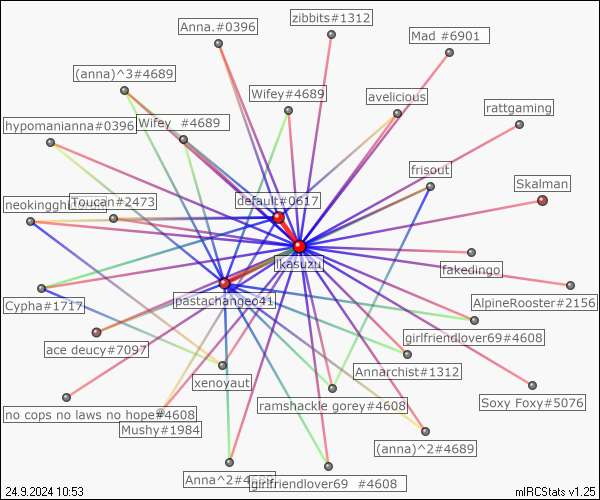 zibbits#1312
Anna.#0396
Mad #6901
(anna)^3#4689
Wifey#4689
avelicious
rattgaming
hypomanianna#0396
Wifey #4689
frisout
Skalman
default#0617
Toucan#2473
ikasuzu
fakedingo
pastachangeo41
AlpineRooster#2156
Cypha#1717
girlfriendlover69#4608
ace deucy#7097
Annarchist#1312
xenoyaut
Soxy Foxy#5076
ramshackle gorey#4608
no cops no laws no hope#4608
Mushy#1984
(anna)^2#4689
Anna^2
girlfriendlover69 #4608
24.9.2024 10:53
mIRCStats v1.25